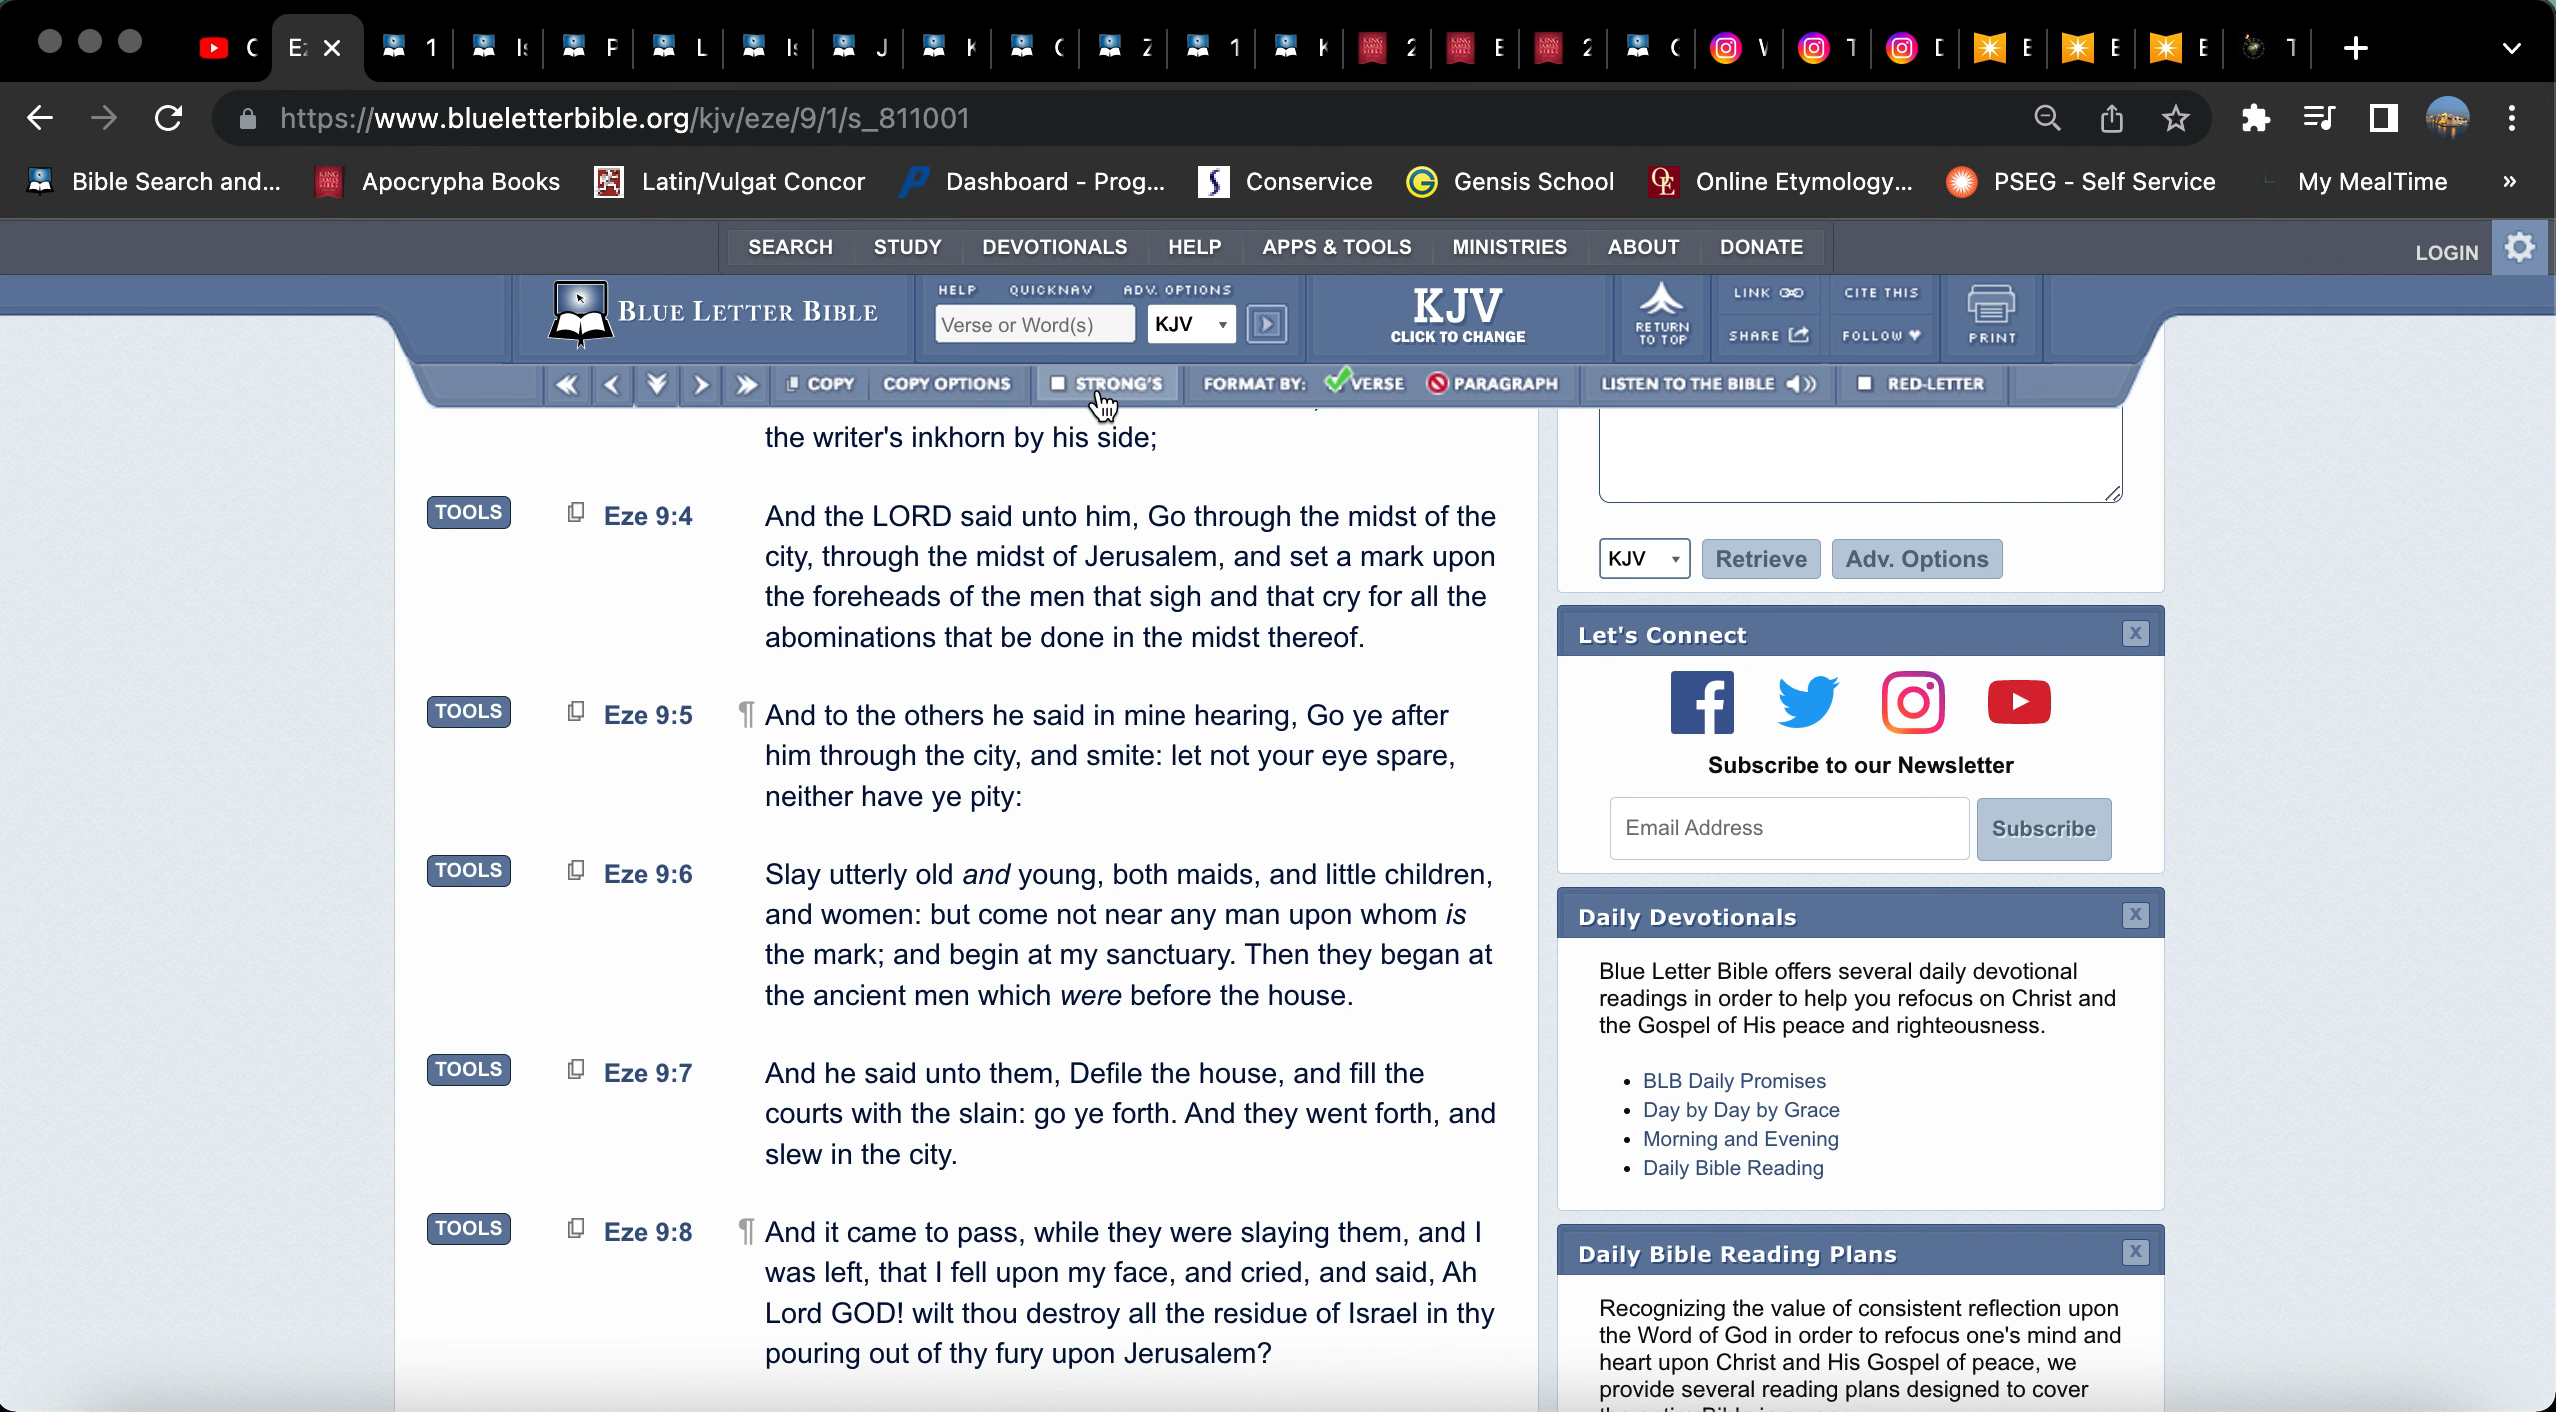 C E: 1 Is P L Is J K C Z 1 K 2 E 2 C V T D E E E T
https://www.blueletterbible.org/kjv/eze/9/1/s_811001
Bible Search and... Apocrypha Books Latin/Vulgat Concor Dashboard - Prog... Conservice Gensis School Online Etymology... PSEG - Self Service My MealTime »
SEARCH STUDY DEVOTIONALS HELP APPS & TOOLS MINISTRIES ABOUT DONATE LOGIN
HELP QUICKNAV ADV. OPTIONS
BLUE LETTER BIBLE
Verse or Word(s) KJV
KJV
CLICK TO CHANGE
RETURN
TO TOP
LINK CITE THIS
SHARE FOLLOW
PRINT
COPY COPY OPTIONS STRONG'S FORMAT BY: VERSE PARAGRAPH LISTEN TO THE BIBLE RED-LETTER
the writer's inkhorn by his side;
TOOLS Eze 9:4 And the LORD said unto him, Go through the midst of the
city, through the midst of Jerusalem, and set a mark upon
the foreheads of the men that sigh and that cry for all the
abominations that be done in the midst thereof.
TOOLS Eze 9:5 ¶ And to the others he said in mine hearing, Go ye after
him through the city, and smite: let not your eye spare,
neither have ye pity:
TOOLS Eze 9:6 Slay utterly old and young, both maids, and little children,
and women: but come not near any man upon whom is
the mark; and begin at my sanctuary. Then they began at
the ancient men which were before the house.
TOOLS Eze 9:7 And he said unto them, Defile the house, and fill the
courts with the slain: go ye forth. And they went forth, and
slew in the city.
TOOLS Eze 9:8 ¶ And it came to pass, while they were slaying them, and I
was left, that I fell upon my face, and cried, and said, Ah
Lord GOD! wilt thou destroy all the residue of Israel in thy
pouring out of thy fury upon Jerusalem?
KJV Retrieve Adv. Options
Let's Connect X
Subscribe to our Newsletter
Email Address Subscribe
Daily Devotionals X
Blue Letter Bible offers several daily devotional
readings in order to help you refocus on Christ and
the Gospel of His peace and righteousness.
• BLB Daily Promises
• Day by Day by Grace
• Morning and Evening
• Daily Bible Reading
Daily Bible Reading Plans X
Recognizing the value of consistent reflection upon
the Word of God in order to refocus one's mind and
heart upon Christ and His Gospel of peace, we
provide several reading plans designed to cover